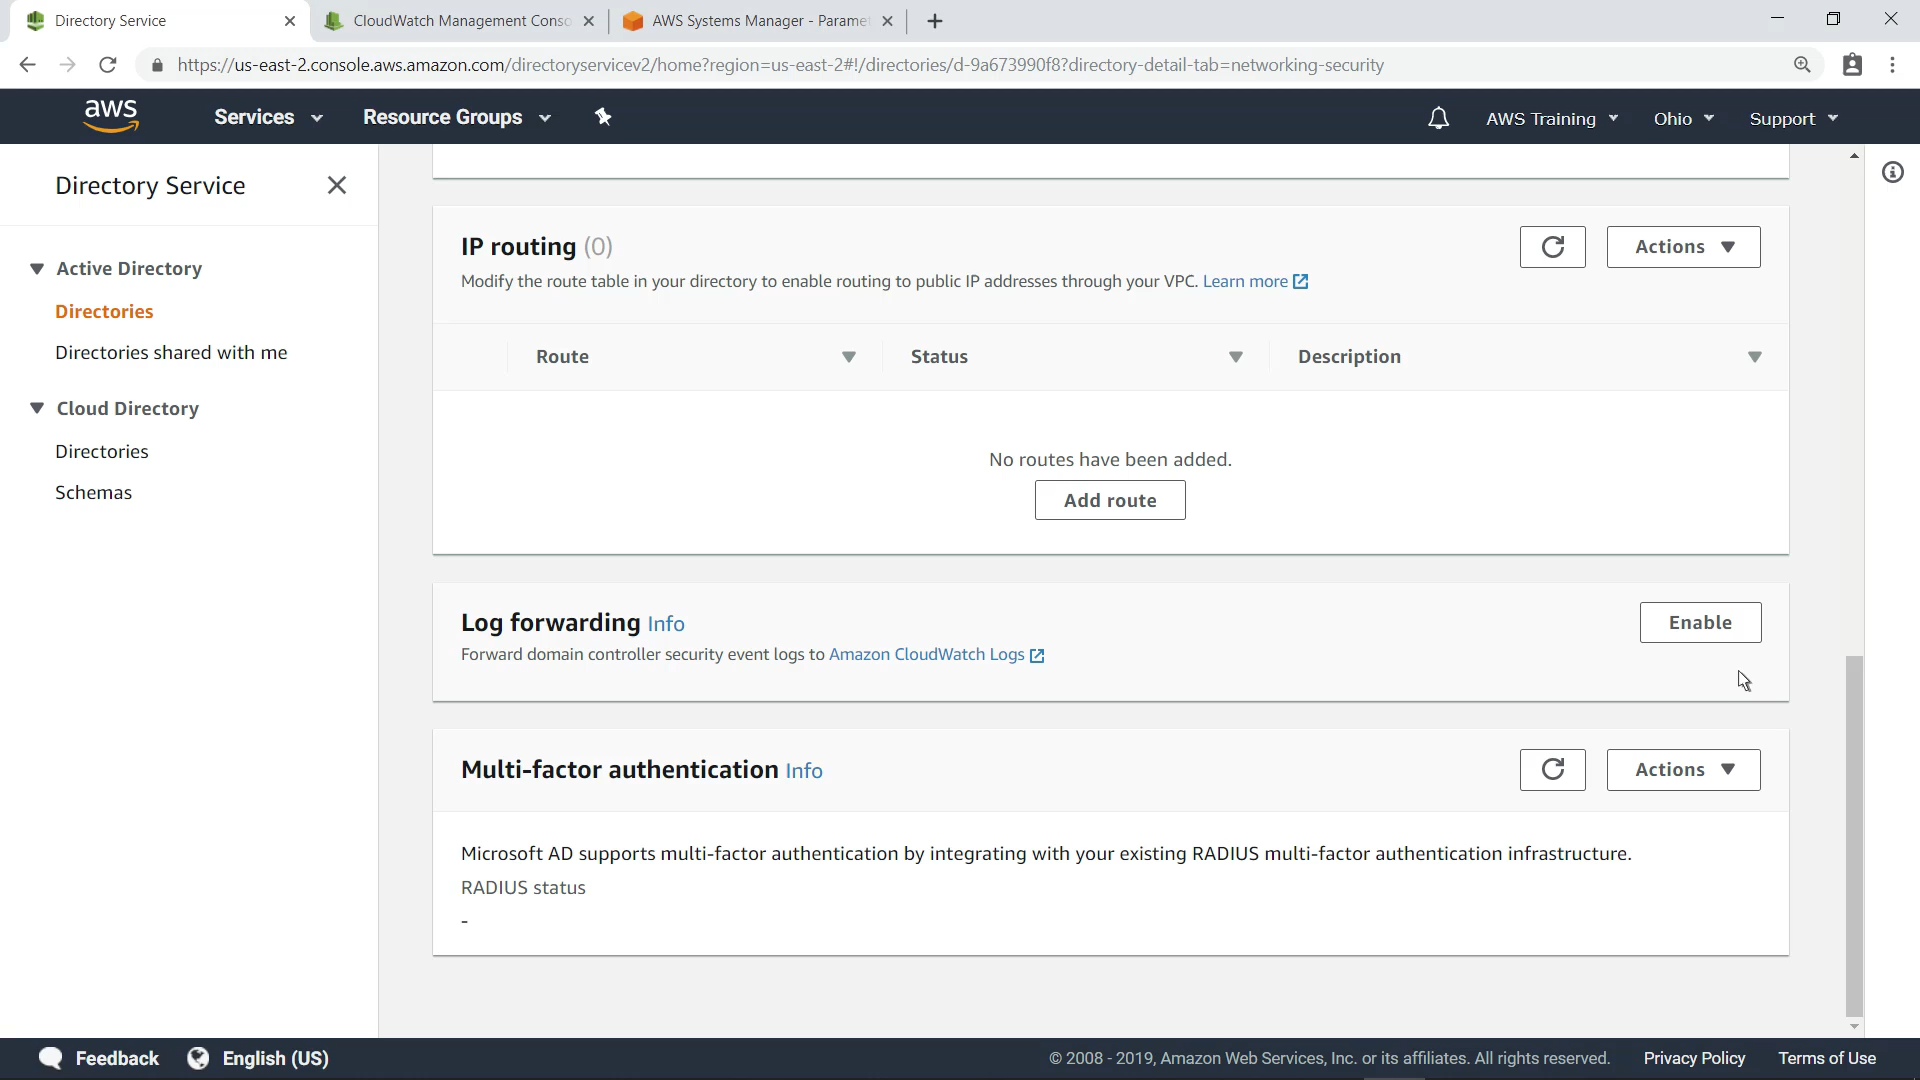 Directory Service
CloudWatch Management Conso
AWS Systems Manager - Parame
https://us-east-2.console.aws.amazon.com/directoryservicev2/home?region=us-east-2#!/directories/d-9a673990f8?directory-detail-tab=networking-security
aws
Services
Resource Groups
AWS Training
Ohio
Support
Directory Service
Active Directory
Directories
Directories shared with me
Cloud Directory
Directories
Schemas
IP routing (0)
Actions
Modify the route table in your directory to enable routing to public IP addresses through your VPC. Learn more
Route
Status
Description
No routes have been added.
Add route
Log forwarding Info
Enable
Forward domain controller security event logs to Amazon CloudWatch Logs
Multi-factor authentication Info
Actions
Microsoft AD supports multi-factor authentication by integrating with your existing RADIUS multi-factor authentication infrastructure.
RADIUS status
-
Feedback
English (US)
© 2008 - 2019, Amazon Web Services, Inc. or its affiliates. All rights reserved.
Privacy Policy
Terms of Use